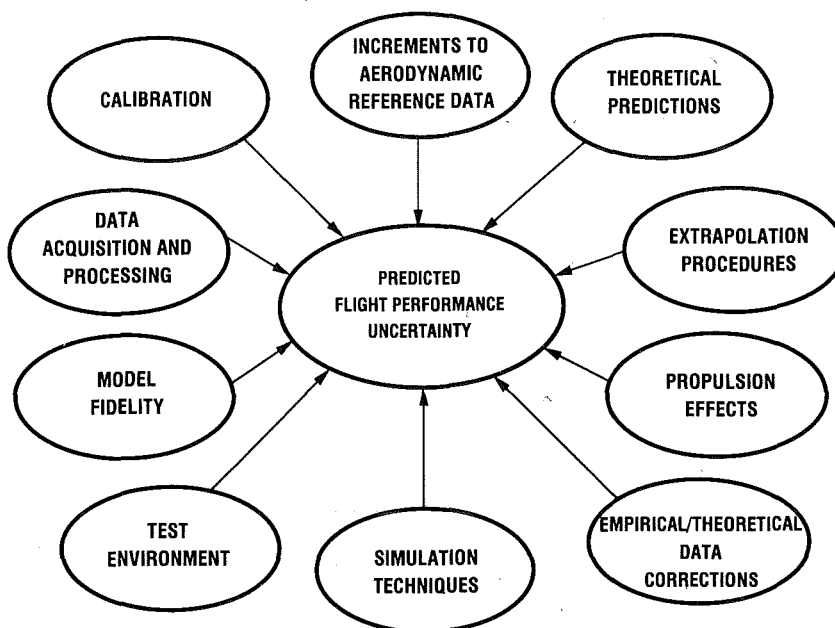 INCREMENTS TO
AERODYNAMIC
REFERENCE DATA
CALIBRATION
THEORETICAL
PREDICTIONS
DATA
ACQUISITION AND
PROCESSING
EXTRAPOLATION
PROCEDURES
PREDICTED
FLIGHT PERFORMANCE
UNCERTAINTY
MODEL
FIDELITY
PROPULSION
EFFECTS
TEST
ENVIRONMENT
SIMULATION
TECHNIQUES
EMPIRICAL/THEORETICAL
DATA
CORRECTIONS